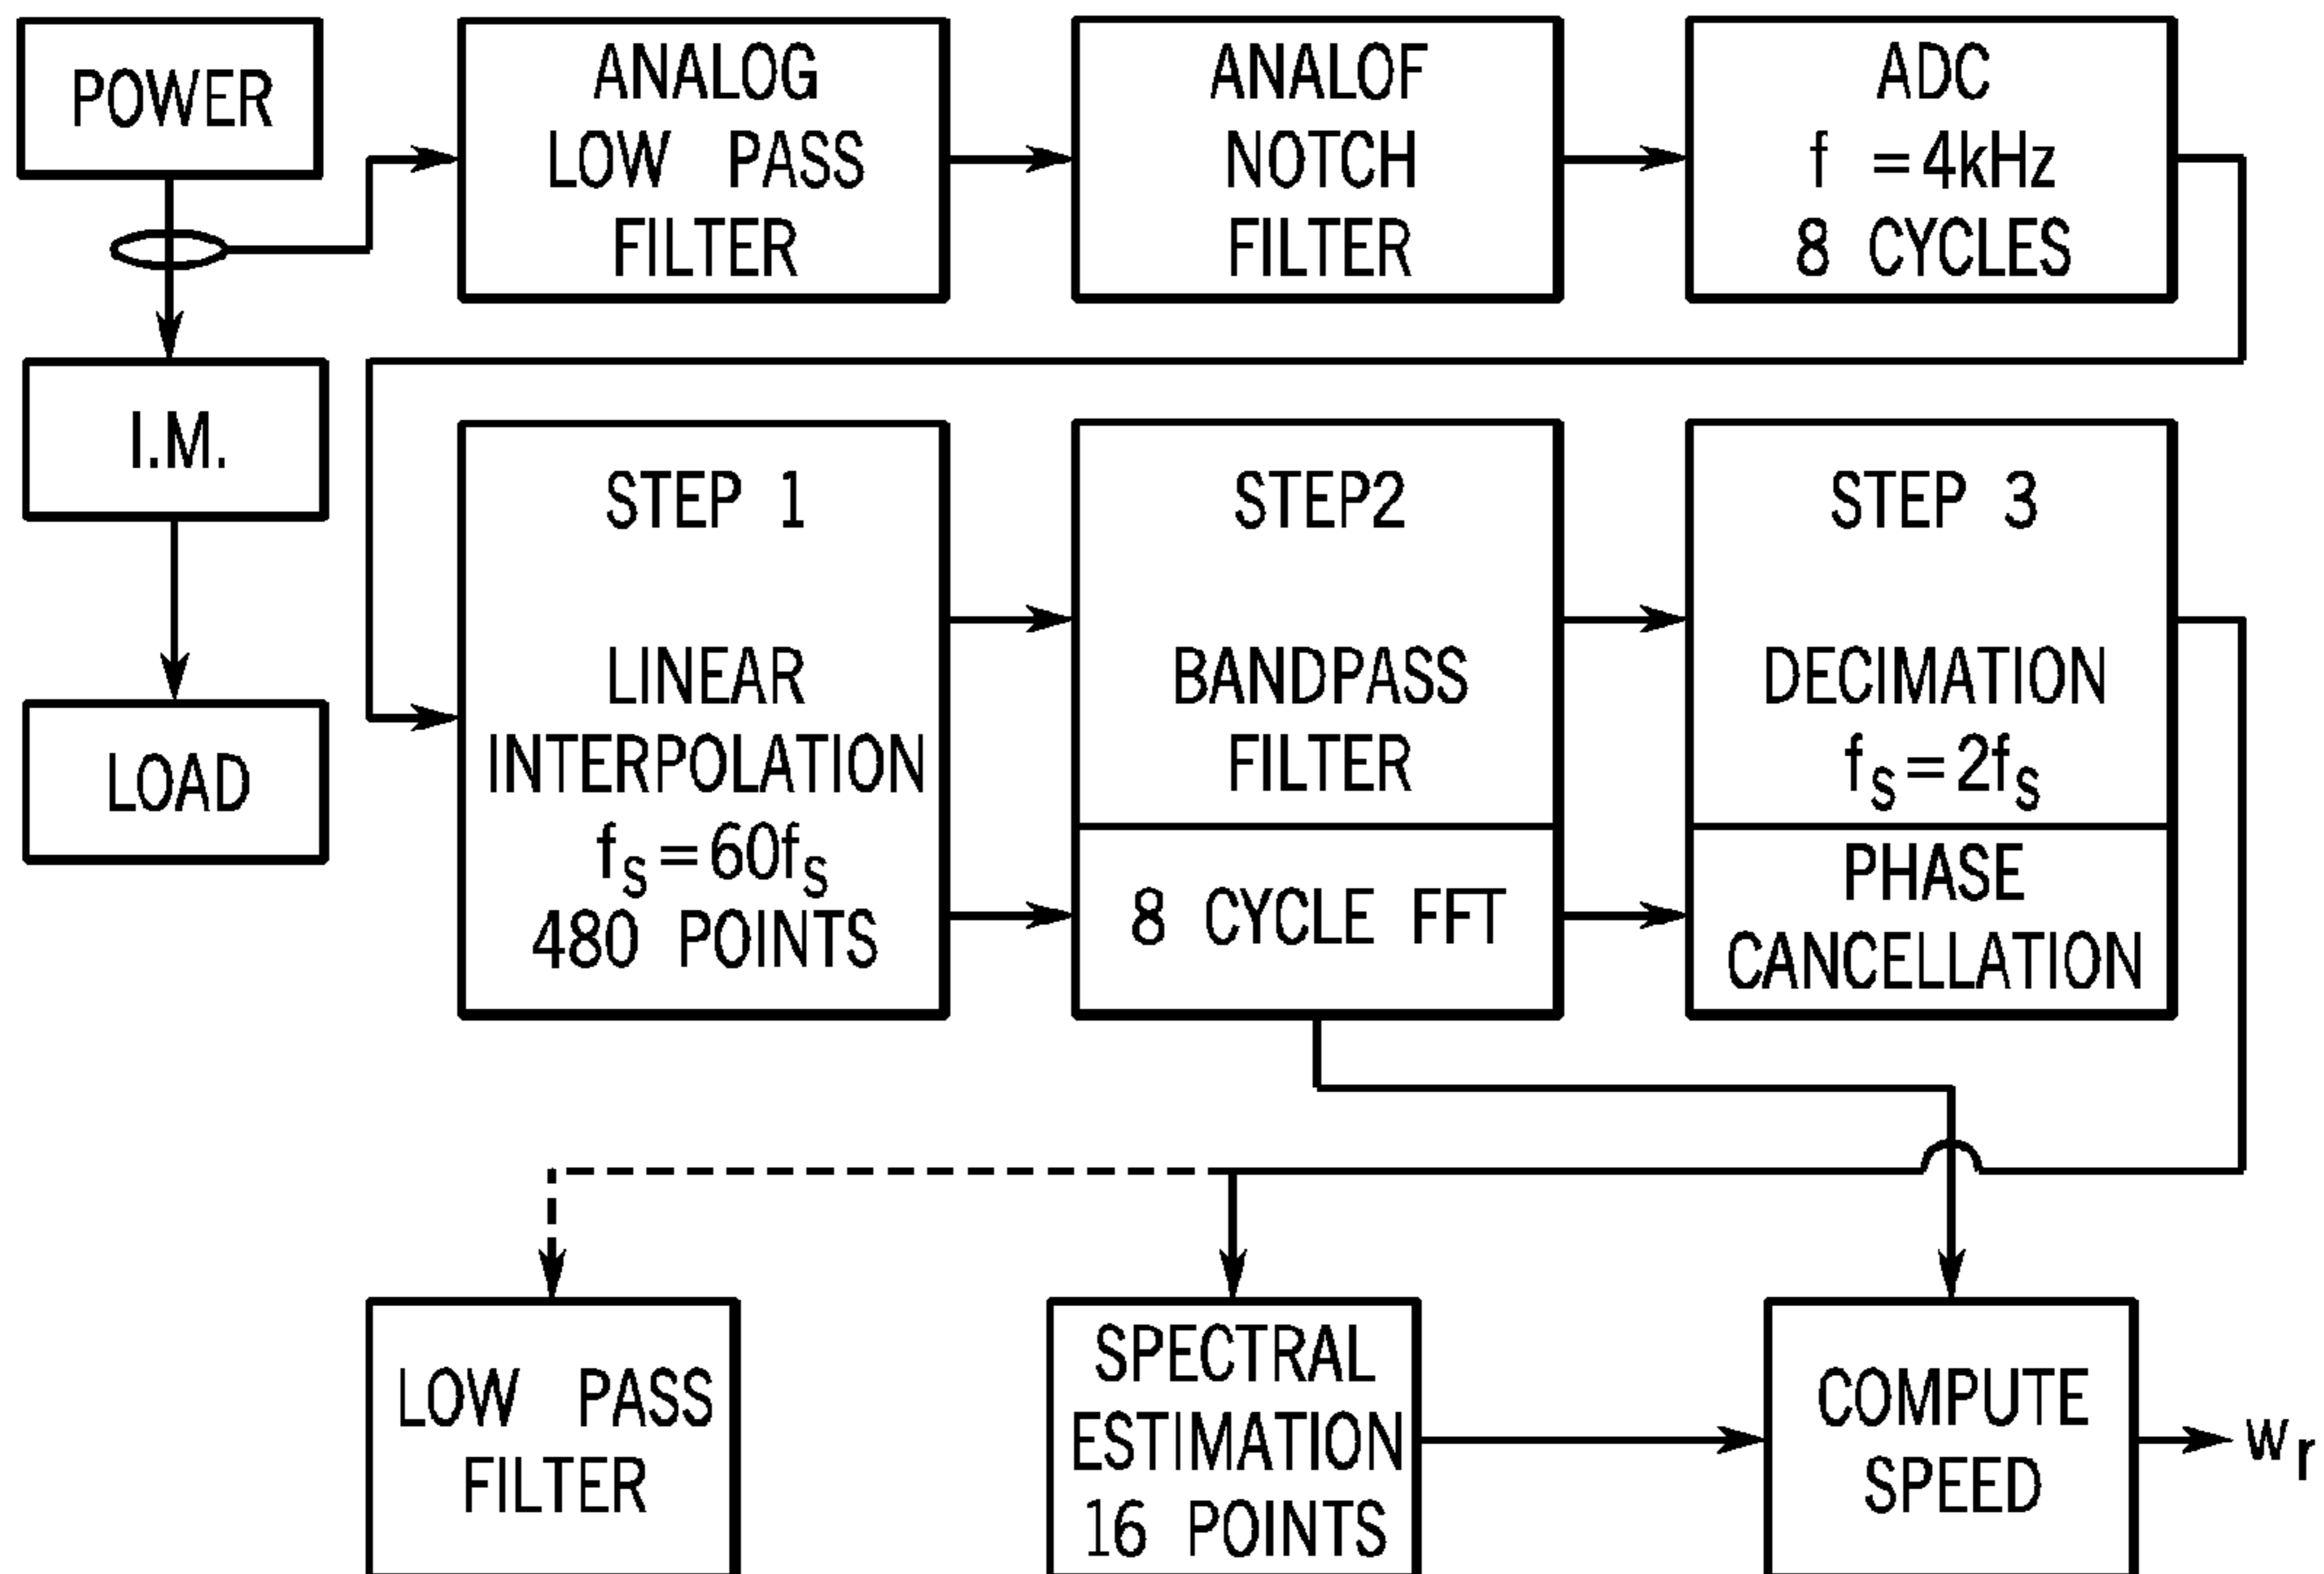 POWER
ANALOG
LOW PASS
FILTER
ANALOF
NOTCH
FILTER
ADC
f =4kHz
8 CYCLES
I.M.
LOAD
STEP 1
LINEAR
INTERPOLATION
fs=60fs
480 POINTS
STEP2
BANDPASS
FILTER
8 CYCLE FFT
STEP 3
DECIMATION
fs=2fs
PHASE
CANCELLATION
LOW PASS
FILTER
SPECTRAL
ESTIMATION
16 POINTS
COMPUTE
SPEED
wr